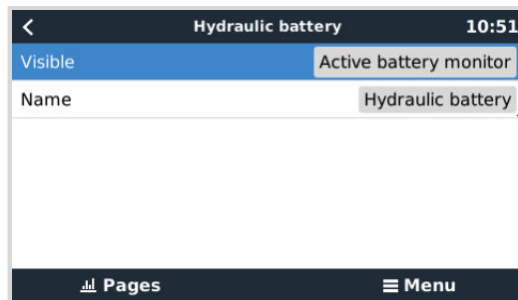 Hydraulic battery 10:51
Visible Active battery monitor
Name Hydraulic battery
Pages Menu